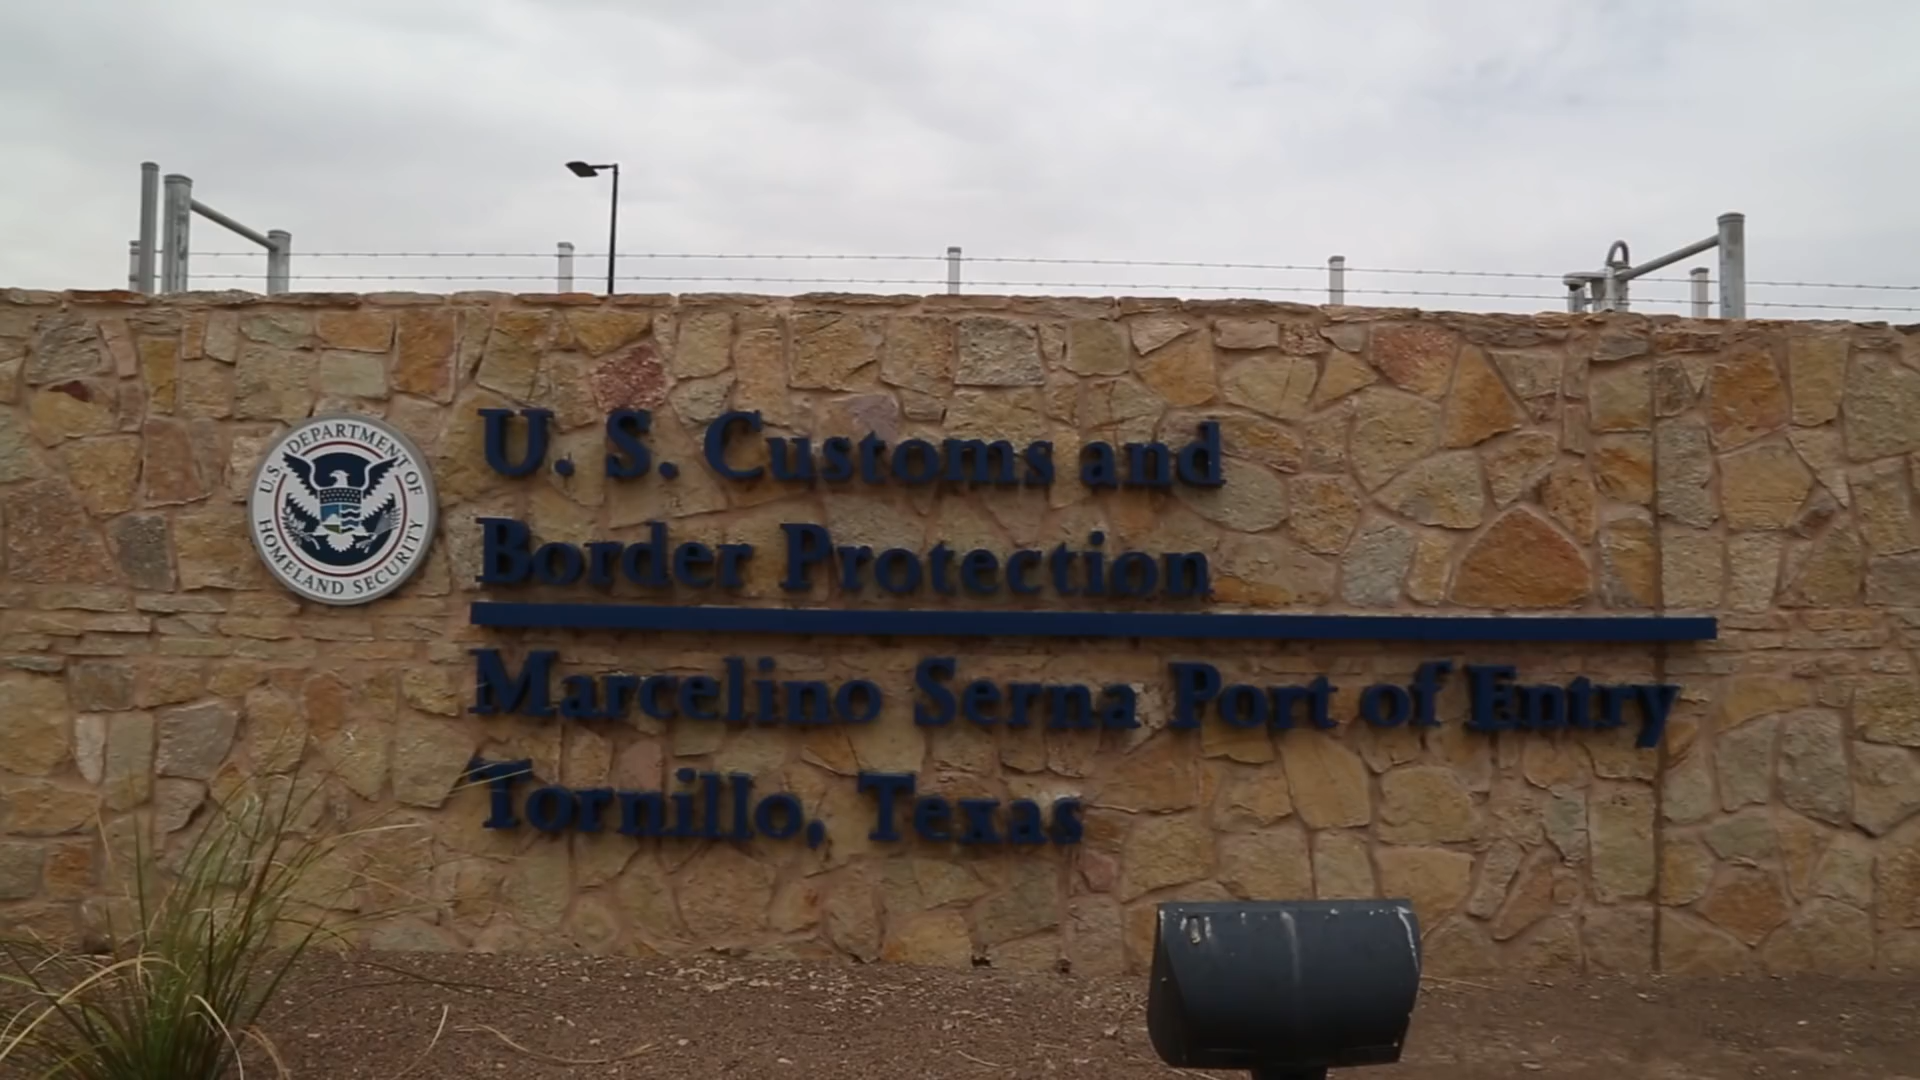 U.S. DEPARTMENT OF
HOMELAND SECURITY
U. S. Customs and
Border Protection
Marcelino Serna Port of Entry
Tornillo, Texas